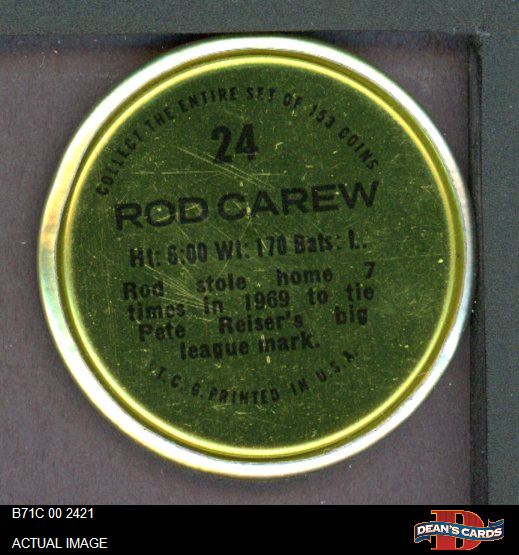 COLLECT THE ENTIRE SET OF 153 COINS
24
ROD CAREW
Ht: 6:00 Wt: 170 Bats: L.
Rod stole home 7
times in 1969 to tie
Pete Reiser's big
league mark.
T. C. G. PRINTED IN U.S.A.
B71C 00 2421
ACTUAL IMAGE
D
DEAN'S CARDS